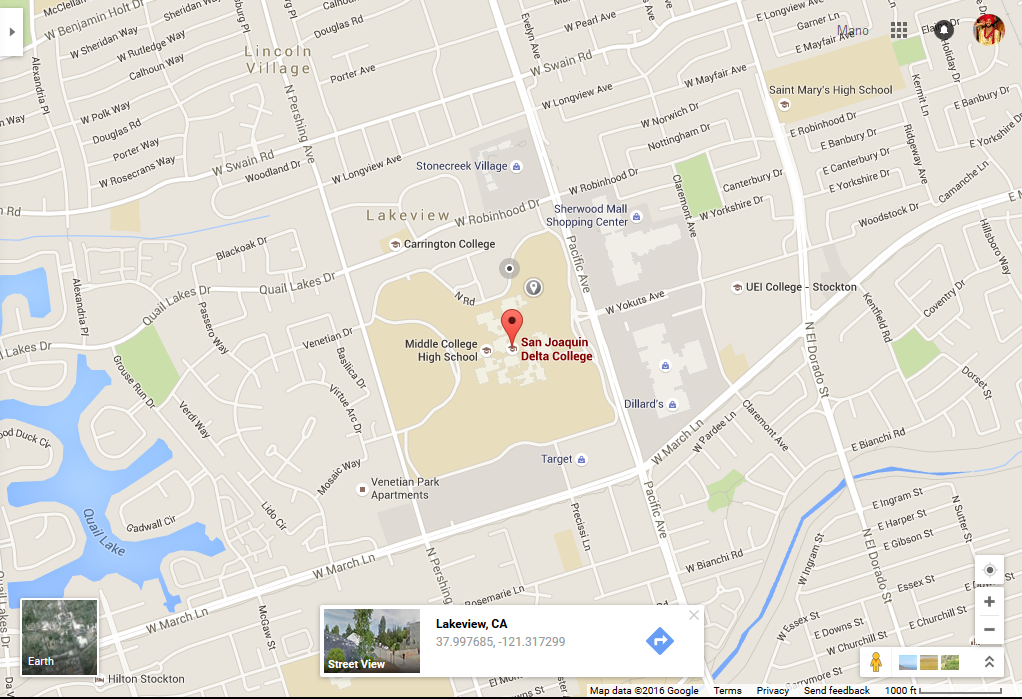 McClellan
W Benjamin Holt Dr
W Sheridan Way
W Rutledge Way
Calhoun Way
Douglas Rd
Calhoun Way
Lincoln
Village
Porter Ave
Alexandria Pl
N Pershing Ave
Evelyn Ave
W Pearl Ave
W Swain Rd
W Longview Ave
W Mayfair Ave
E Longview Ave
Garner Ln
E Mayfair Ave
Mano
Holiday Dr
Kermit Ln
Saint Mary's High School
E Banbury Dr
E Yorkshire Dr
W Polk Way
Douglas Rd
Porter Way
W Rosecrans Way
W Swain Rd
Woodland Dr
W Longview Ave
W Norwich Dr
Nottingham Dr
E Robinhood Dr
E Banbury Dr
E Canterbury Dr
E Yorkshire Dr
Ridgeway Ave
Camanche Ln
Stonecreek Village
W Robinhood Dr
Claremont Ave
Canterbury Dr
W Yorkshire Dr
Woodstock Dr
Lakeview
W Robinhood Dr
Sherwood Mall
Shopping Center
Pacific Ave
Hillsboro Way
Blackoak Dr
Carrington College
Quail Lakes Dr
Quail Lakes Dr
Alexandria Pl
Passero Way
N Rd
W Yokuts Ave
UEI College - Stockton
Kentfield Rd
Coventry Dr
Venetian Dr
Middle College
High School
San Joaquin
Delta College
N El Dorado St
Lakes Dr
Grouse Run Dr
Basilica Dr
Virtue Arc Dr
Verdi Way
Dillard's
Dorset St
W March Ln
W Pardee Ln
Claremont Ave
E Bianchi Rd
Duck Cir
Mosaic Way
Target
Venetian Park
Apartments
Pacific Ave
Quail Lake
Gadwall Cir
Lido Cir
Precissi Ln
E Ingram St
E Harper St
E Gibson St
N Sutter St
W Ingram St
N El Dorado St
W March Ln
N Pershing
W Bianchi Rd
Essex St
W March Ln
McGaw St
Rosemarie Ln
W Essex St
E Downs St
E Churchill St
Earth
Hilton Stockton
Street View
Lakeview, CA
37.997685, -121.317299
Map data ©2016 Google
Terms
Privacy
Send feedback
1000 ft